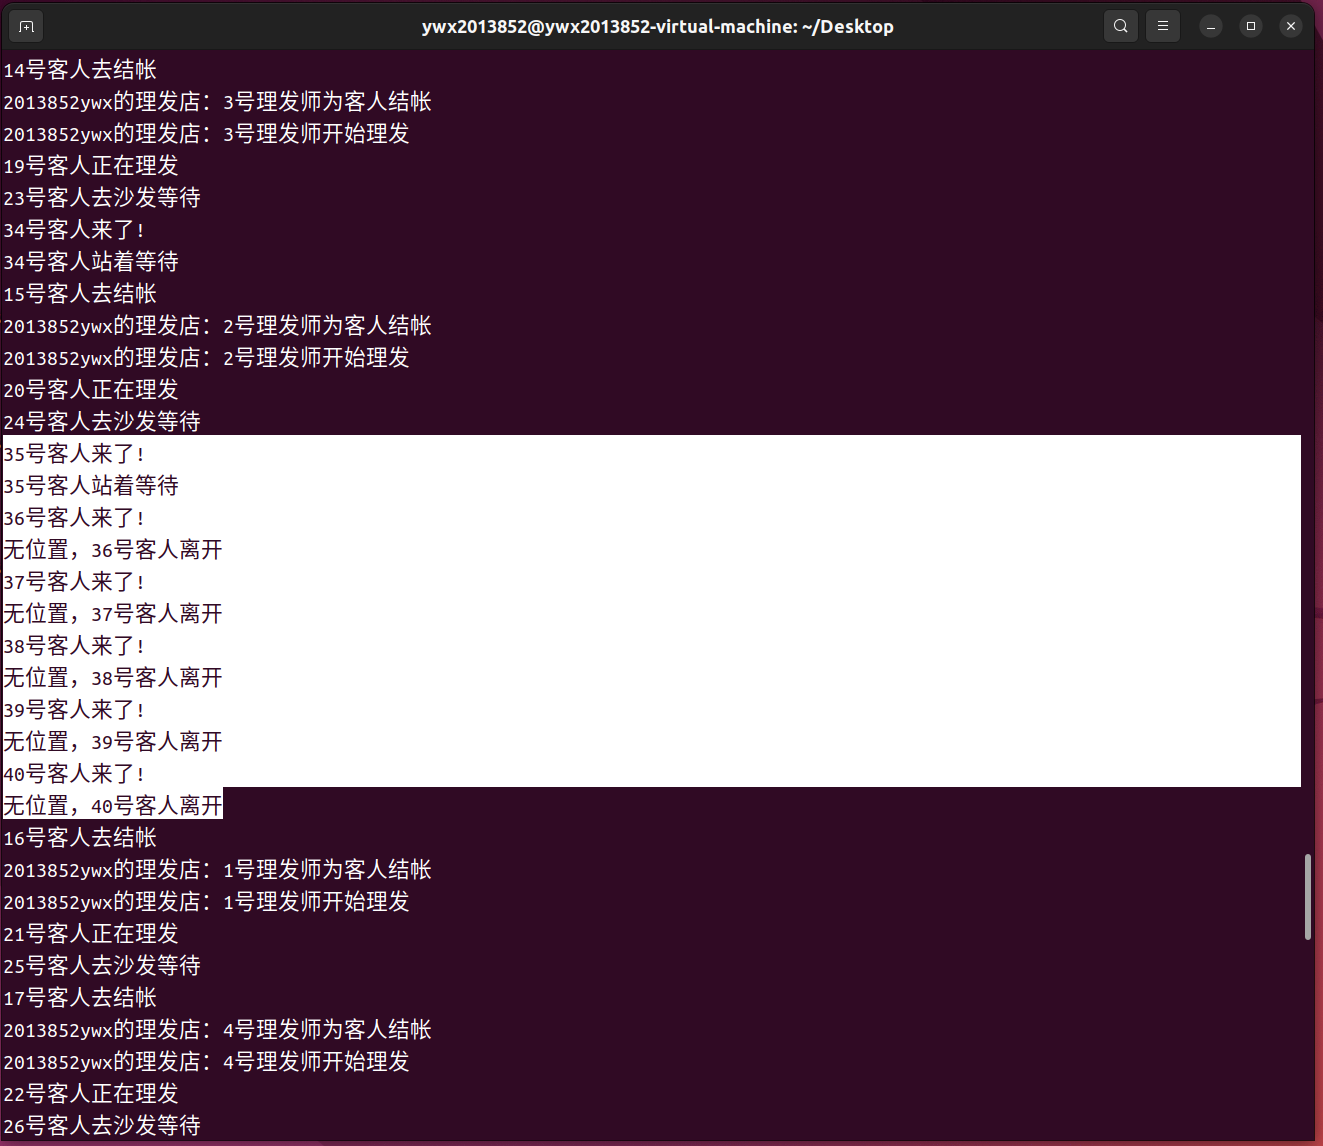 ywx2013852@ywx2013852-virtual-machine: ~/Desktop
14号客人去结帐
2013852ywx的理发店：3号理发师为客人结帐
2013852ywx的理发店：3号理发师开始理发
19号客人正在理发
23号客人去沙发等待
34号客人来了!
34号客人站着等待
15号客人去结帐
2013852ywx的理发店：2号理发师为客人结帐
2013852ywx的理发店：2号理发师开始理发
20号客人正在理发
24号客人去沙发等待
35号客人来了!
35号客人站着等待
36号客人来了!
无位置，36号客人离开
37号客人来了!
无位置，37号客人离开
38号客人来了!
无位置，38号客人离开
39号客人来了!
无位置，39号客人离开
40号客人来了!
无位置，40号客人离开
16号客人去结帐
2013852ywx的理发店：1号理发师为客人结帐
2013852ywx的理发店：1号理发师开始理发
21号客人正在理发
25号客人去沙发等待
17号客人去结帐
2013852ywx的理发店：4号理发师为客人结帐
2013852ywx的理发店：4号理发师开始理发
22号客人正在理发
26号客人去沙发等待